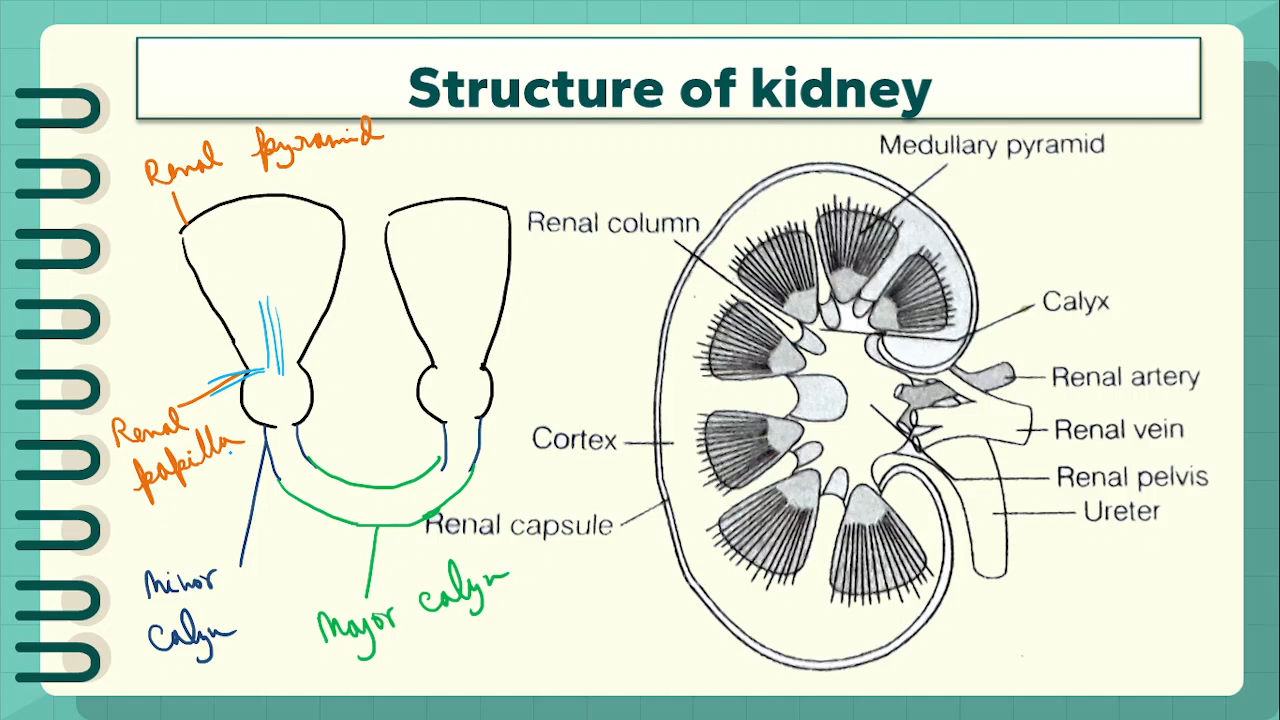 Structure of kidney
Renal pyramid
Medullary pyramid
Renal column
Calyx
Renal artery
Renal
papilla
Cortex
Renal vein
Renal pelvis
Ureter
Renal capsule
Minor
calyx
Major calyx